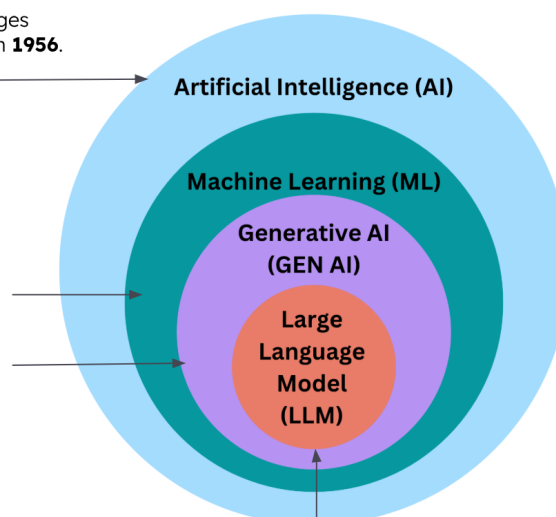 ges
n 1956.
Artificial Intelligence (AI)
Machine Learning (ML)
Generative AI
(GEN AI)
Large
Language
Model
(LLM)